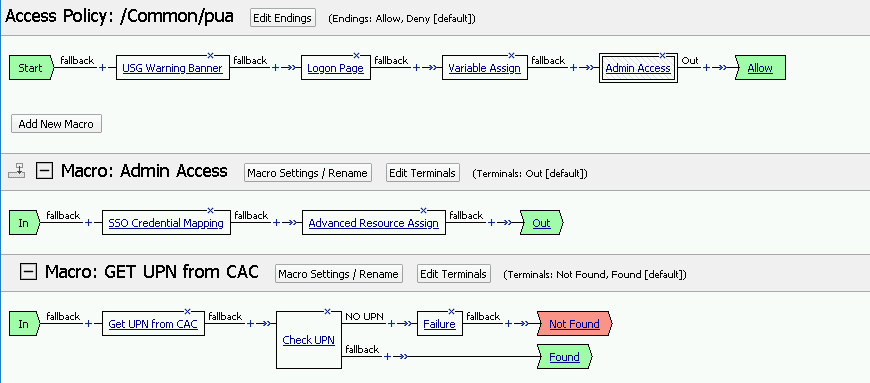 Access Policy: /Common/pua Edit Endings (Endings: Allow, Deny [default])
Start fallback + USG Warning Banner fallback + Logon Page fallback + Variable Assign fallback + Admin Access Out + Allow
Add New Macro
Macro: Admin Access Macro Settings / Rename Edit Terminals (Terminals: Out [default])
In fallback + SSO Credential Mapping fallback + Advanced Resource Assign fallback + Out
Macro: GET UPN from CAC Macro Settings / Rename Edit Terminals (Terminals: Not Found, Found [default])
In fallback + Get UPN from CAC fallback + Check UPN NO UPN + Failure fallback + Not Found
fallback + Found